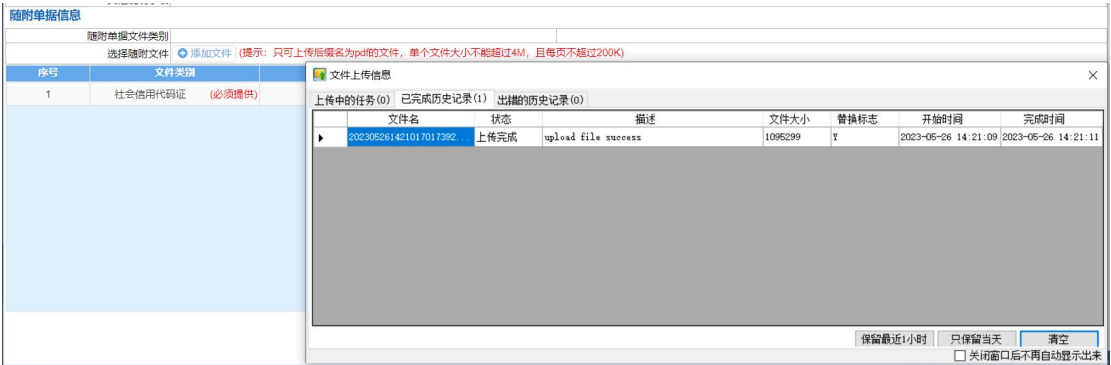 随附单据信息
随附单据文件类别
选择随附文件 添加文件 (提示：只可上传后缀名为pdf的文件，单个文件大小不能超过4M，且每页不超过200K)
序号 文件类别
1 社会信用代码证 (必须提供)
文件上传信息
上传中的任务(0) 已完成历史记录(1) 出错的历史记录(0)
文件名 状态 描述 文件大小 替换标志 开始时间 完成时间
202305261421017017392... 上传完成 upload file success 1095299 Y 2023-05-26 14:21:09 2023-05-26 14:21:11
保留最近1小时 只保留当天 清空
关闭窗口后不再自动显示出来